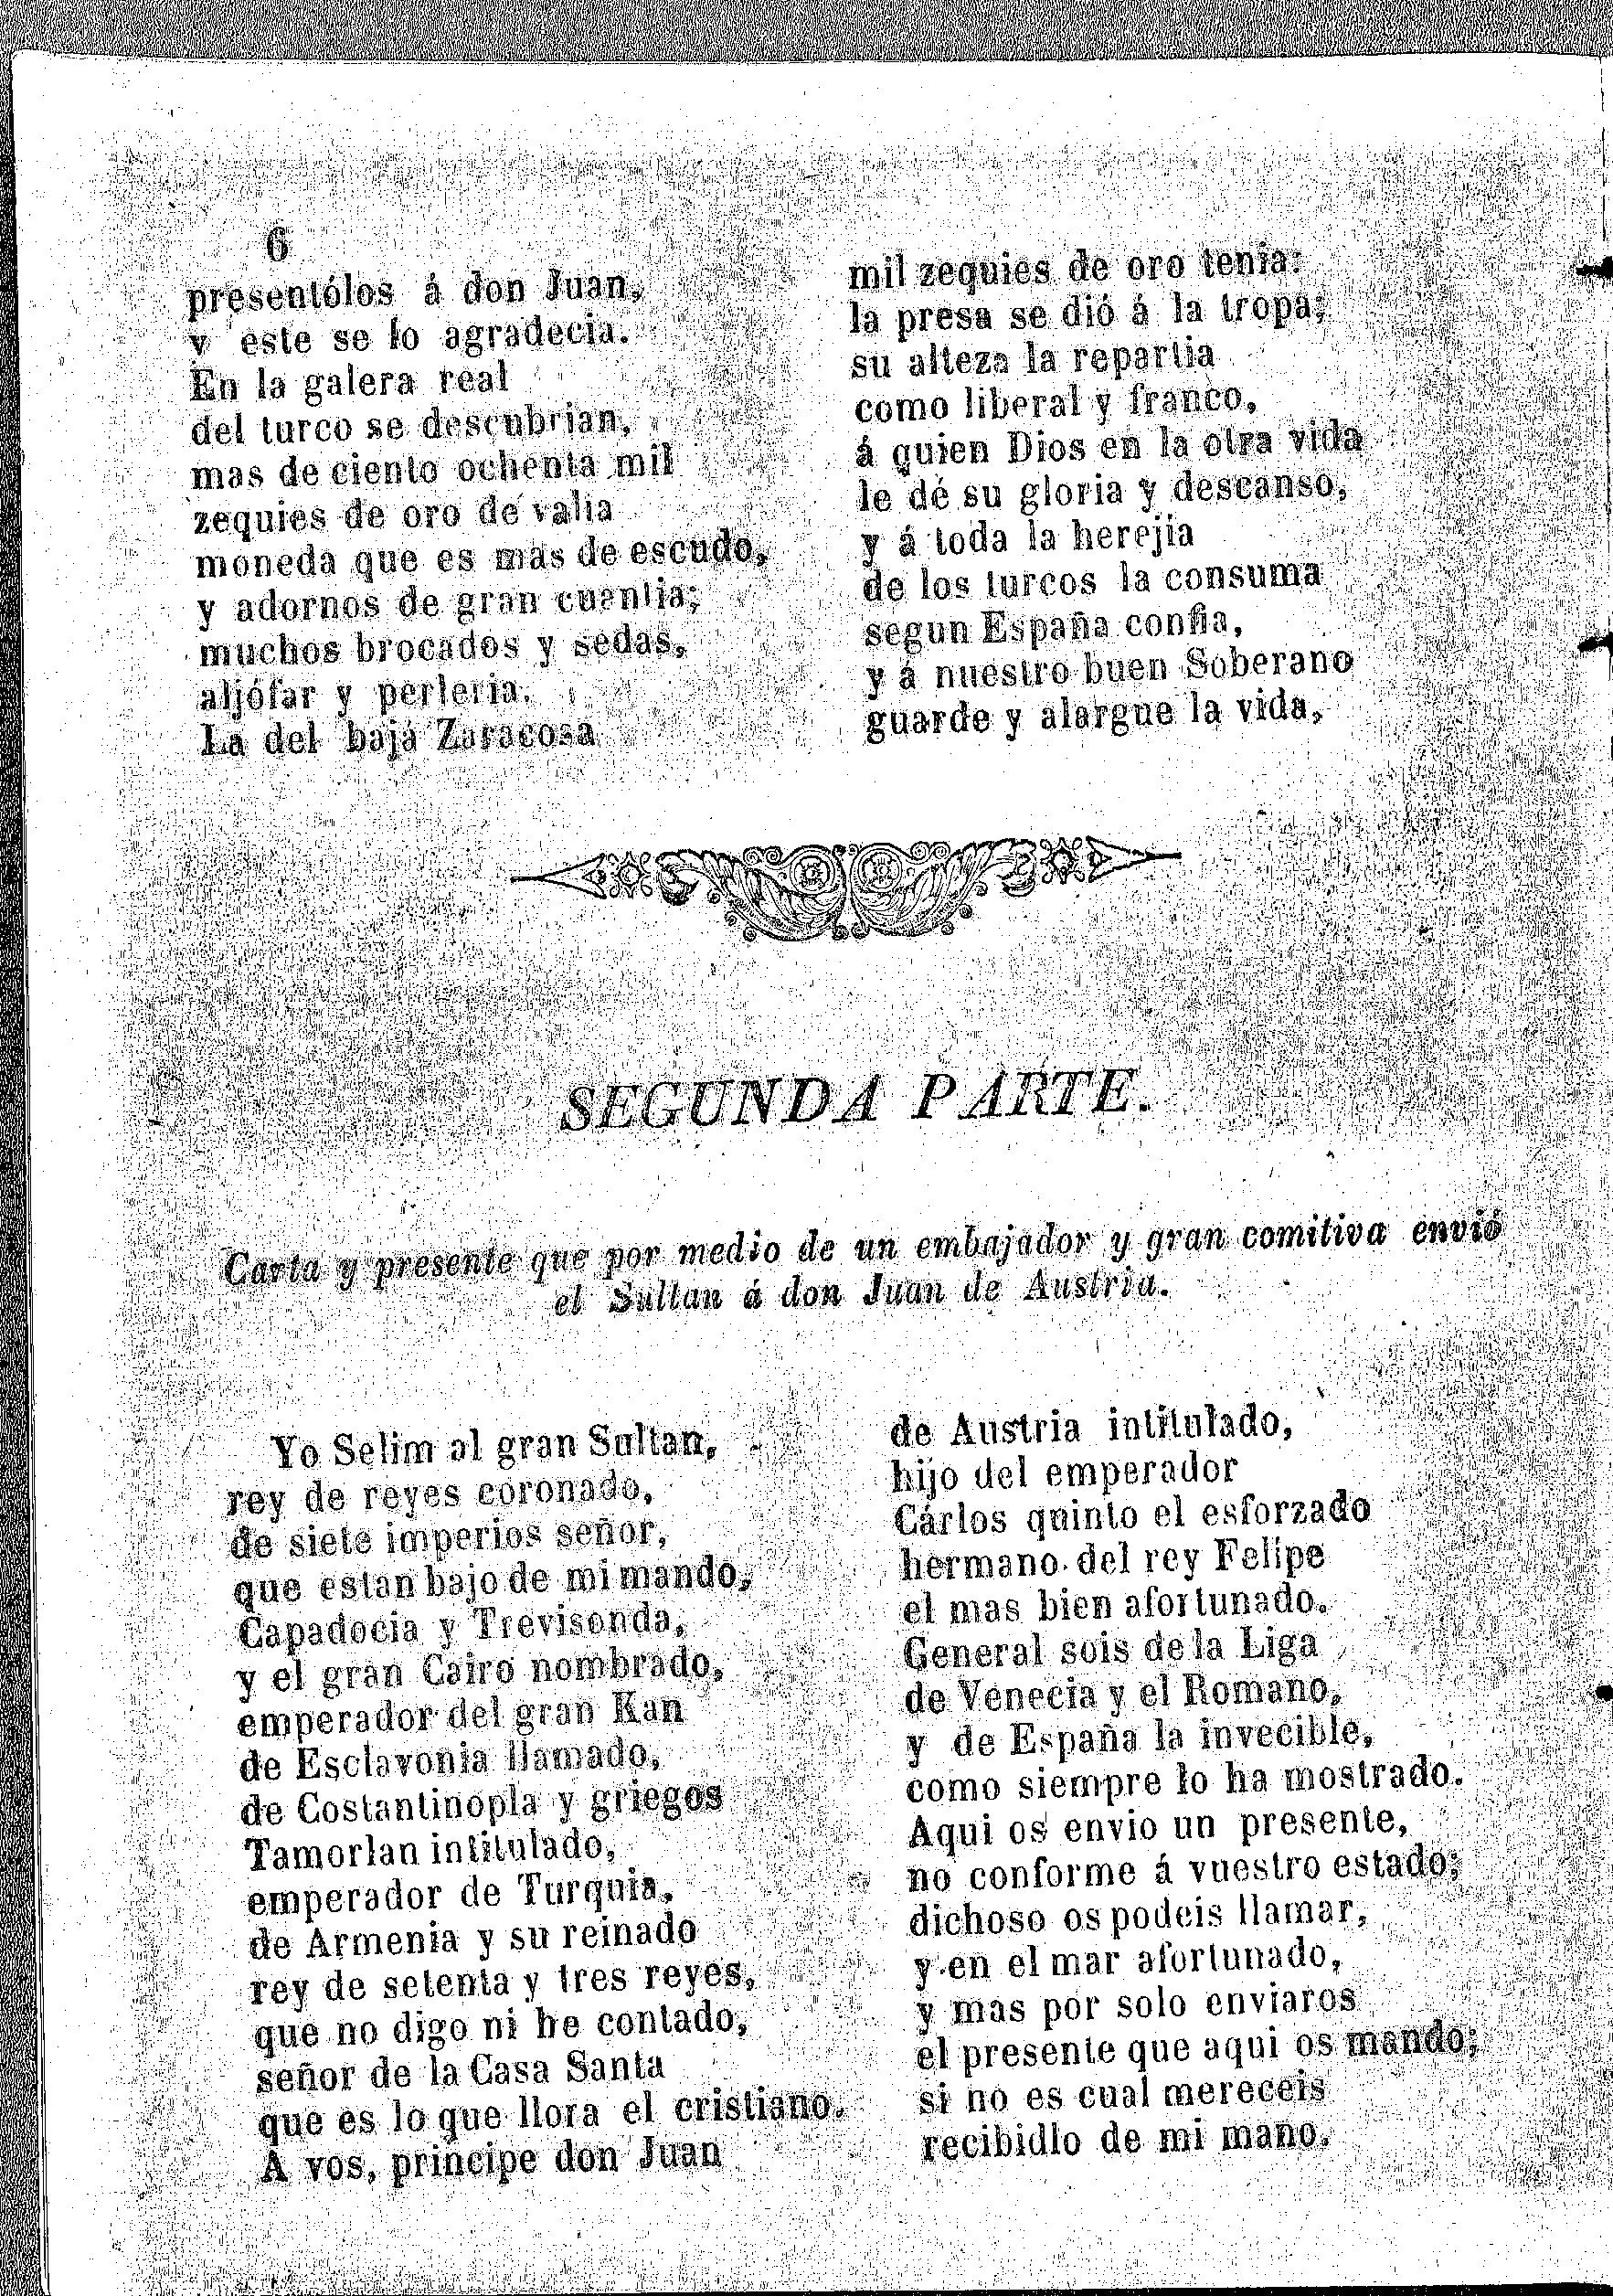 6
presentólos á don Juan,
y este se lo agradecia.
En la galera real
del turco se descubrian,
mas de ciento ochenta mil
zequies de oro de valia
moneda que es mas de escudo,
y adornos de gran cuantia;
muchos brocados y sedas,
aljófar y perleria.
La del bajá Zaracosa
mil zequies de oro tenia:
la presa se dió á la tropa;
su alteza la repartia
como liberal y franco,
á quien Dios en la otra vida
le dé su gloria y descanso,
y á toda la herejia
de los turcos la consuma
segun España confia,
y á nuestro buen Soberano
guarde y alargue la vida.
SEGUNDA PARTE.
Carta y presente que por medio de un embajador y gran comitiva envió
el Sultan á don Juan de Austria.
Yo Selim al gran Sultan,
rey de reyes coronado,
de siete imperios señor,
que estan bajo de mi mando,
Capadocia y Trevisonda,
y el gran Cairo nombrado,
emperador del gran Kan
de Esclavonia llamado,
de Costantinopla y griegos
Tamorlan intitulado,
emperador de Turquia,
de Armenia y su reinado
rey de setenta y tres reyes,
que no digo ni he contado,
señor de la Casa Santa
que es lo que llora el cristiano.
A vos, principe don Juan
de Austria intitulado,
hijo del emperador
Cárlos quinto el esforzado
hermano del rey Felipe
el mas bien afortunado.
General sois de la Liga
de Venecia y el Romano,
y de España la invecible,
como siempre lo ha mostrado.
Aqui os envio un presente,
no conforme á vuestro estado;
dichoso os podeis llamar,
y en el mar afortunado,
y mas por solo enviaros
el presente que aqui os mando;
si no es cual mereceis
recibidlo de mi mano.